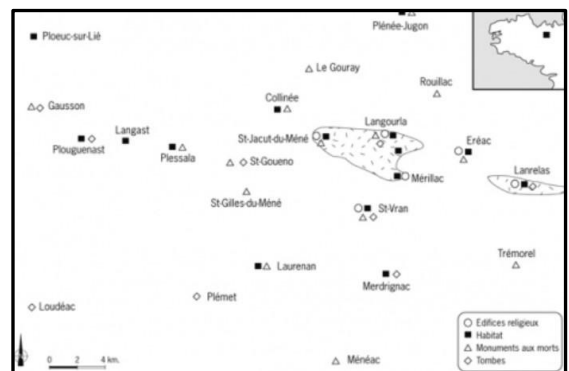 Plénée-Jugon
Ploeuc-sur-Lié
Le Gouray
Rouillac
Collinée
Gausson
Langourla
Langast
St-Jacut-du-Méné
Plouguenast
Eréac
Plessala
St-Goueno
Lanrelas
Mérillac
St-Gilles-du-Méné
St-Vran
Trémorel
Laurenan
Merdrignac
Plémet
Loudéac
Ménéac
Edifices religieux
Habitat
Monuments aux morts
Tombes
0 2 4 km.